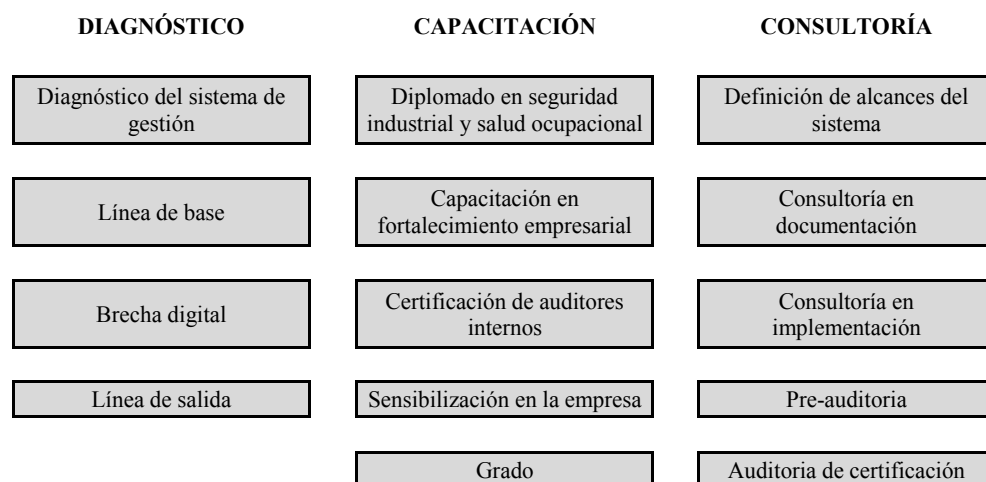 DIAGNÓSTICO
CAPACITACIÓN
CONSULTORÍA
Diagnóstico del sistema de
gestión
Diplomado en seguridad
industrial y salud ocupacional
Definición de alcances del
sistema
Línea de base
Capacitación en
fortalecimiento empresarial
Consultoría en
documentación
Brecha digital
Certificación de auditores
internos
Consultoría en
implementación
Línea de salida
Sensibilización en la empresa
Pre-auditoria
Grado
Auditoria de certificación